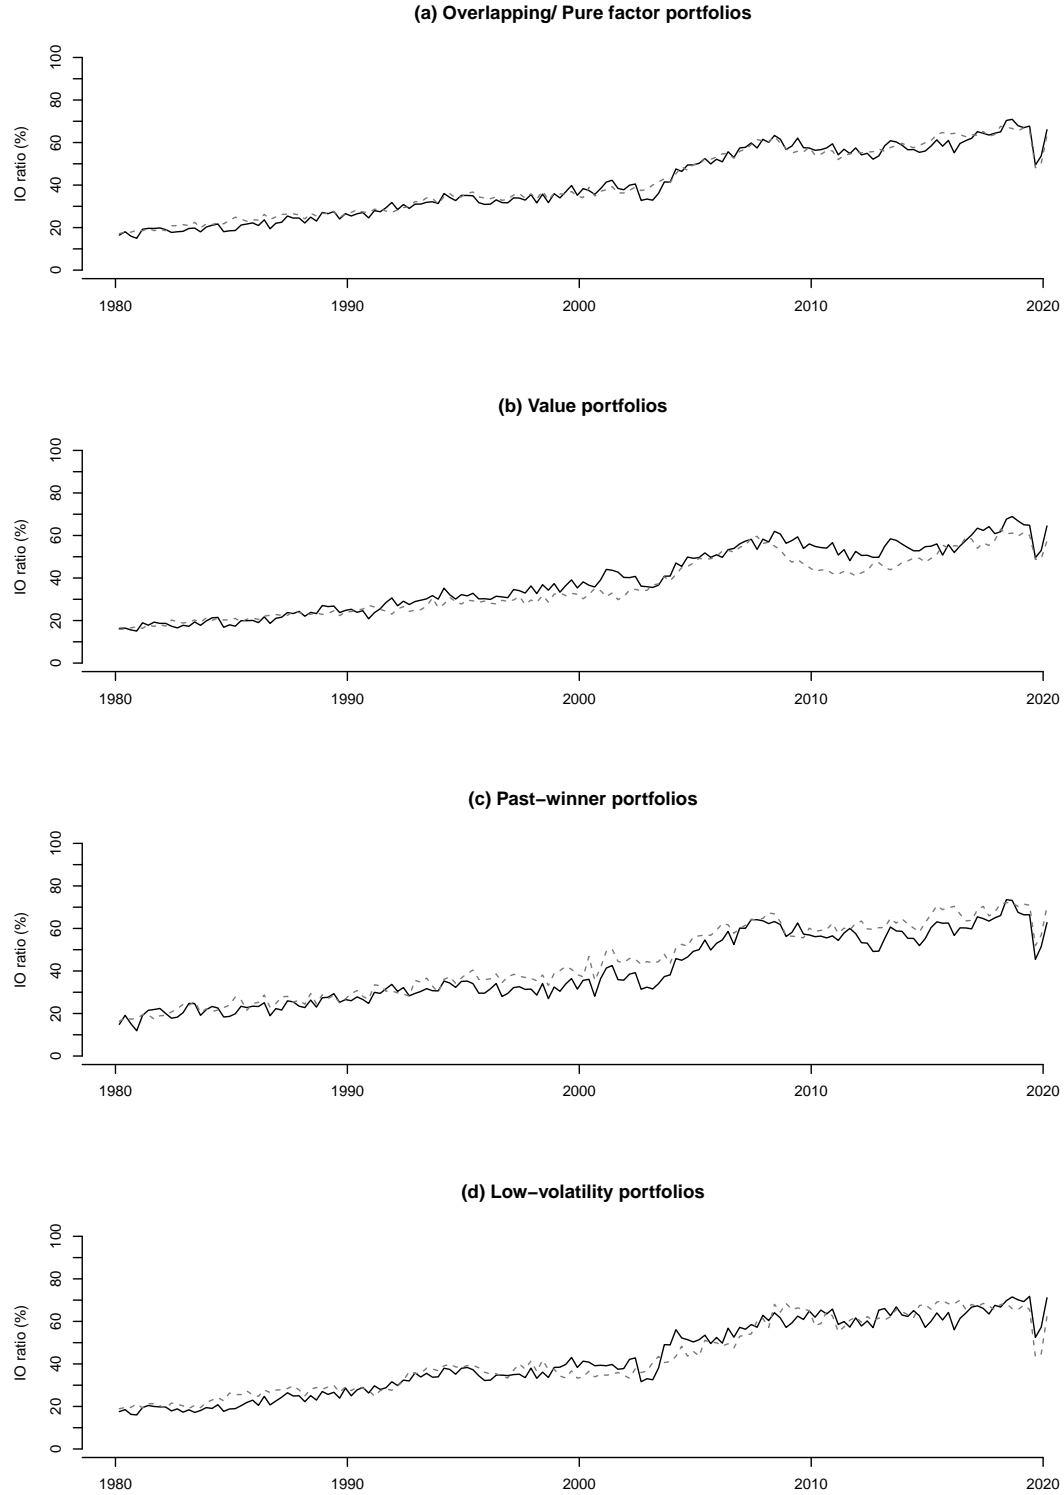 (a) Overlapping/ Pure factor portfolios
100
80
60
40
20
0
IO ratio (%)
1980 1990 2000 2010 2020
(b) Value portfolios
100
80
60
40
20
0
IO ratio (%)
1980 1990 2000 2010 2020
(c) Past−winner portfolios
100
80
60
40
20
0
IO ratio (%)
1980 1990 2000 2010 2020
(d) Low−volatility portfolios
100
80
60
40
20
0
IO ratio (%)
1980 1990 2000 2010 2020